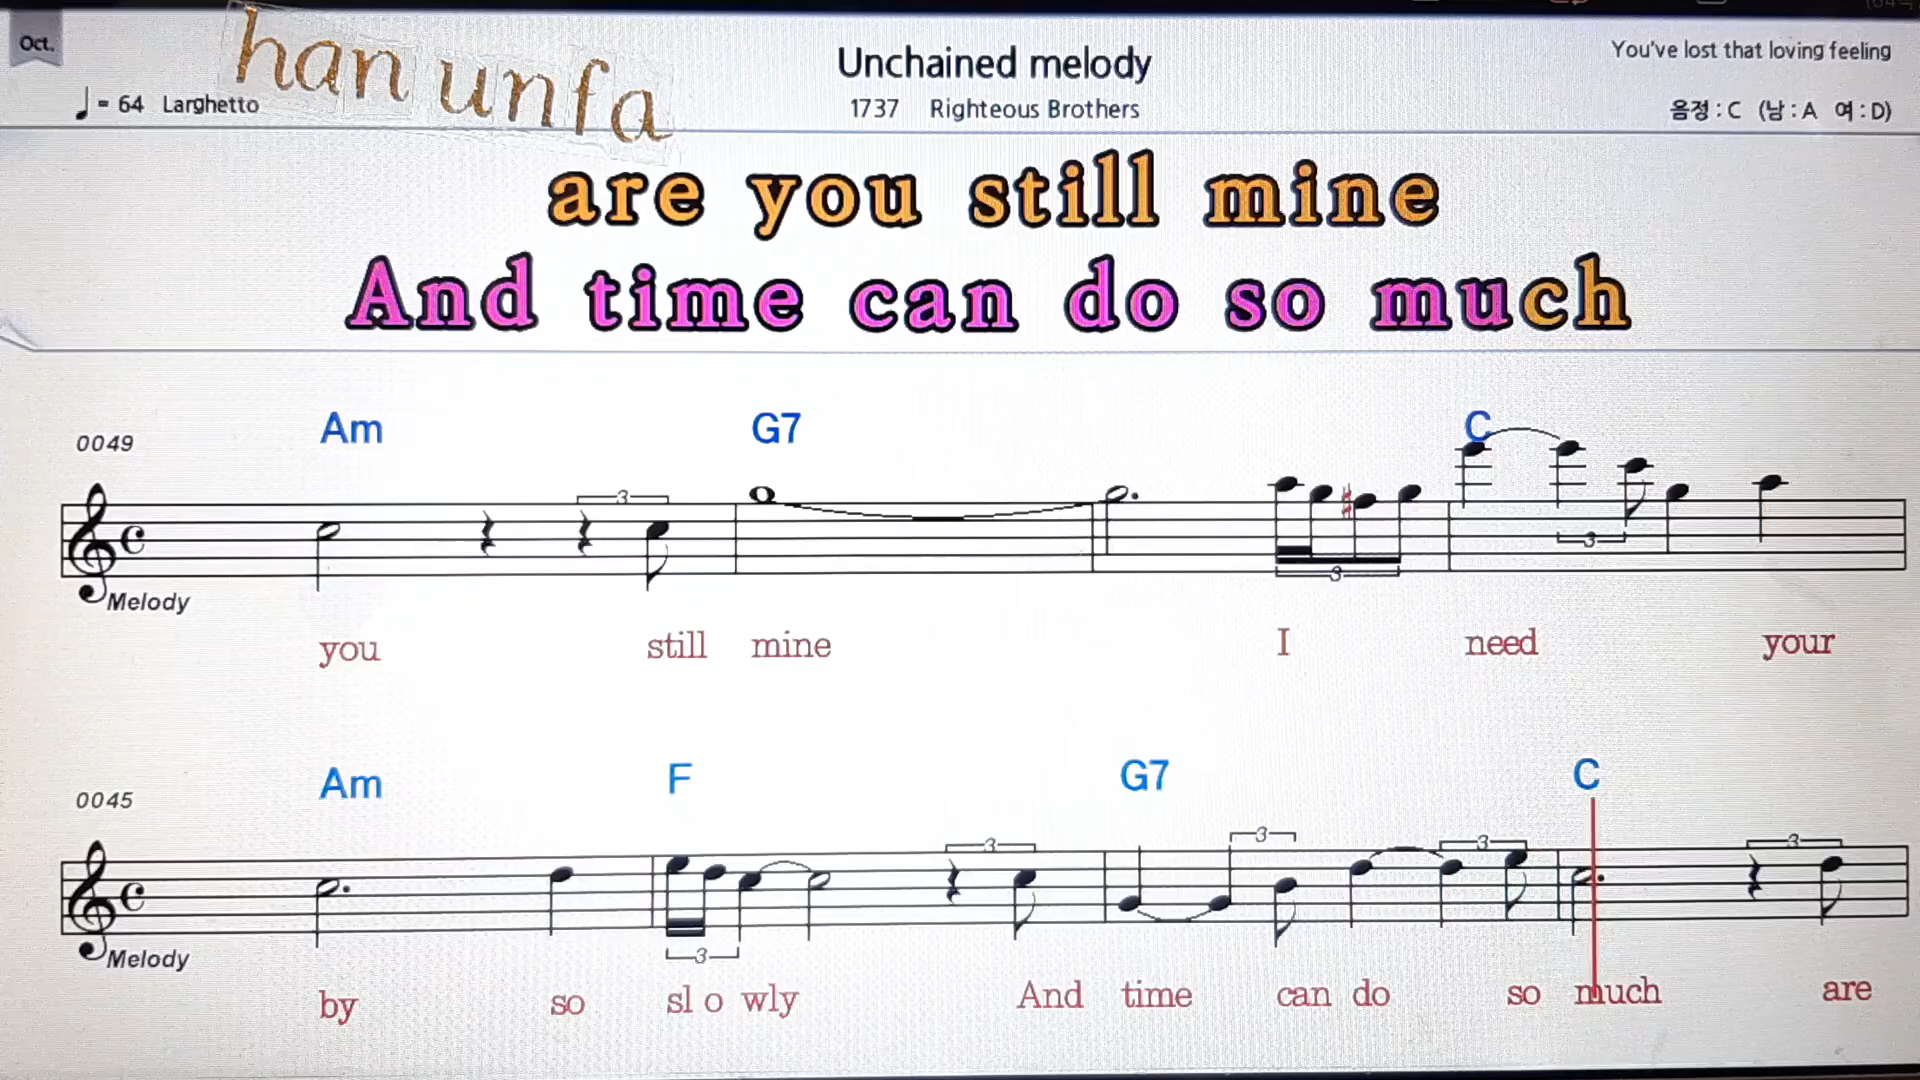 Oct.
han unfa
Unchained melody
You've lost that loving feeling
♩ = 64 Larghetto
1737 Righteous Brothers
음정 : C (남 : A 여 : D)
are you still mine
And time can do so much
Am G7 C
0049
3 3 3
Melody
you still mine I need your
Am F G7 C
0045
3 3 3 3 3
Melody
by so sl o wly And time can do so much are